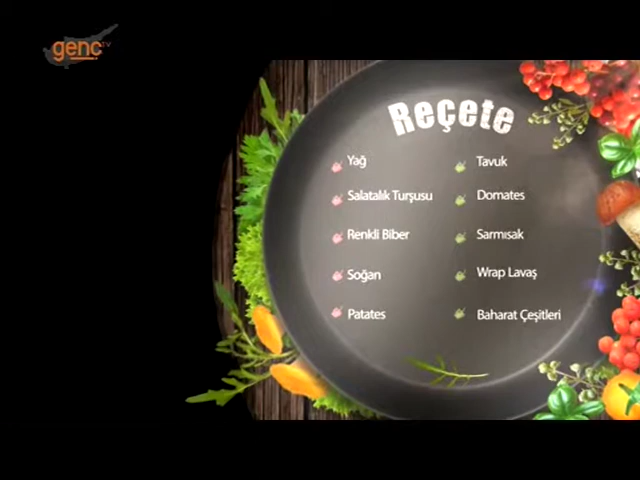 genc tv
Reçete
Yağ
Salatalık Turşusu
Renkli Biber
Soğan
Patates
Tavuk
Domates
Sarmısak
Wrap Lavaş
Baharat Çeşitleri